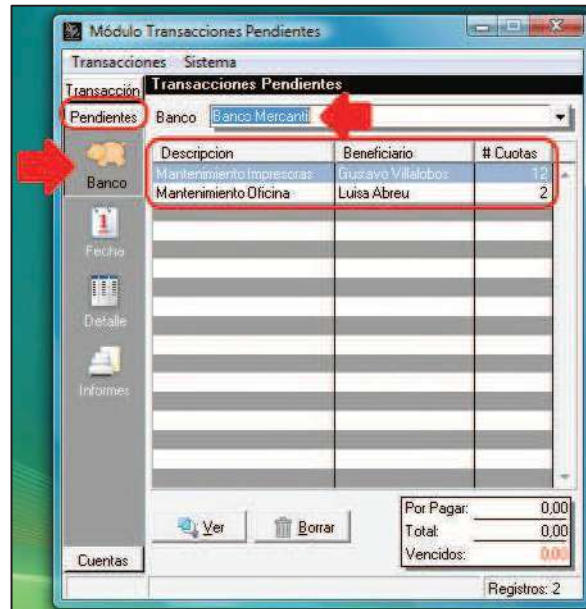 Módulo Transacciones Pendientes
Transacciones Sistema
Transacción
Transacciones Pendientes
Pendientes
Banco Banco Mercanti
Descripcion Beneficiario # Cuotas
Mantenimiento Impresoras Gustavo Villalobos 12
Mantenimiento Oficina Luisa Abreu 2
Banco
1
Fecha
Detalle
Informes
Ver Borrar
Por Pagar: 0,00
Total: 0,00
Vencidos: 0,00
Cuentas
Registros: 2